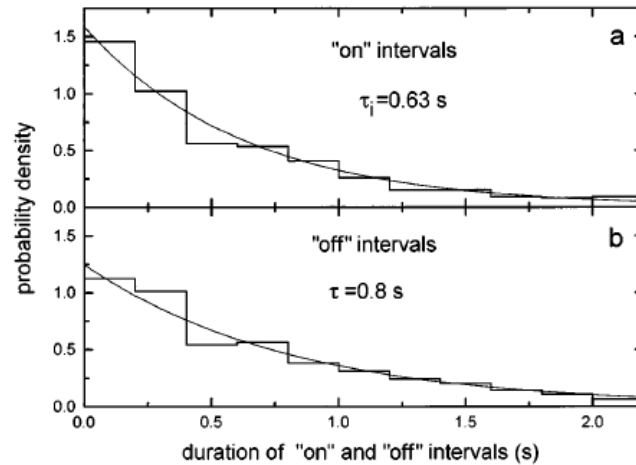 a
"on" intervals
τi=0.63 s
1.5
1.0
0.5
0.0
b
"off" intervals
τ =0.8 s
1.5
1.0
0.5
0.0
0.0 0.5 1.0 1.5 2.0
probability density
duration of "on" and "off" intervals (s)